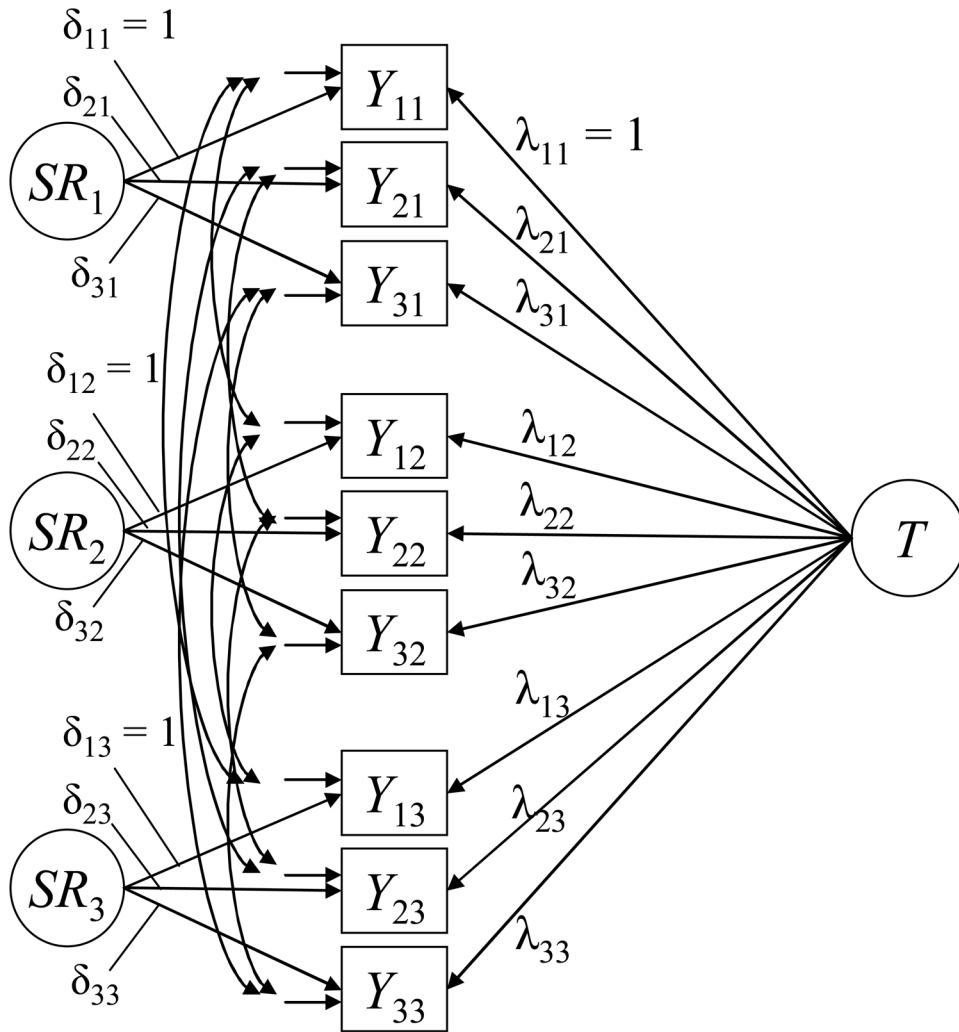 δ11 = 1
Y11
δ21
λ11 = 1
SR1
Y21
λ21
δ31
Y31
λ31
δ12 = 1
Y12
λ12
δ22
SR2
Y22
λ22
T
δ32
Y32
λ32
λ13
δ13 = 1
Y13
δ23
λ23
SR3
Y23
δ33
λ33
Y33